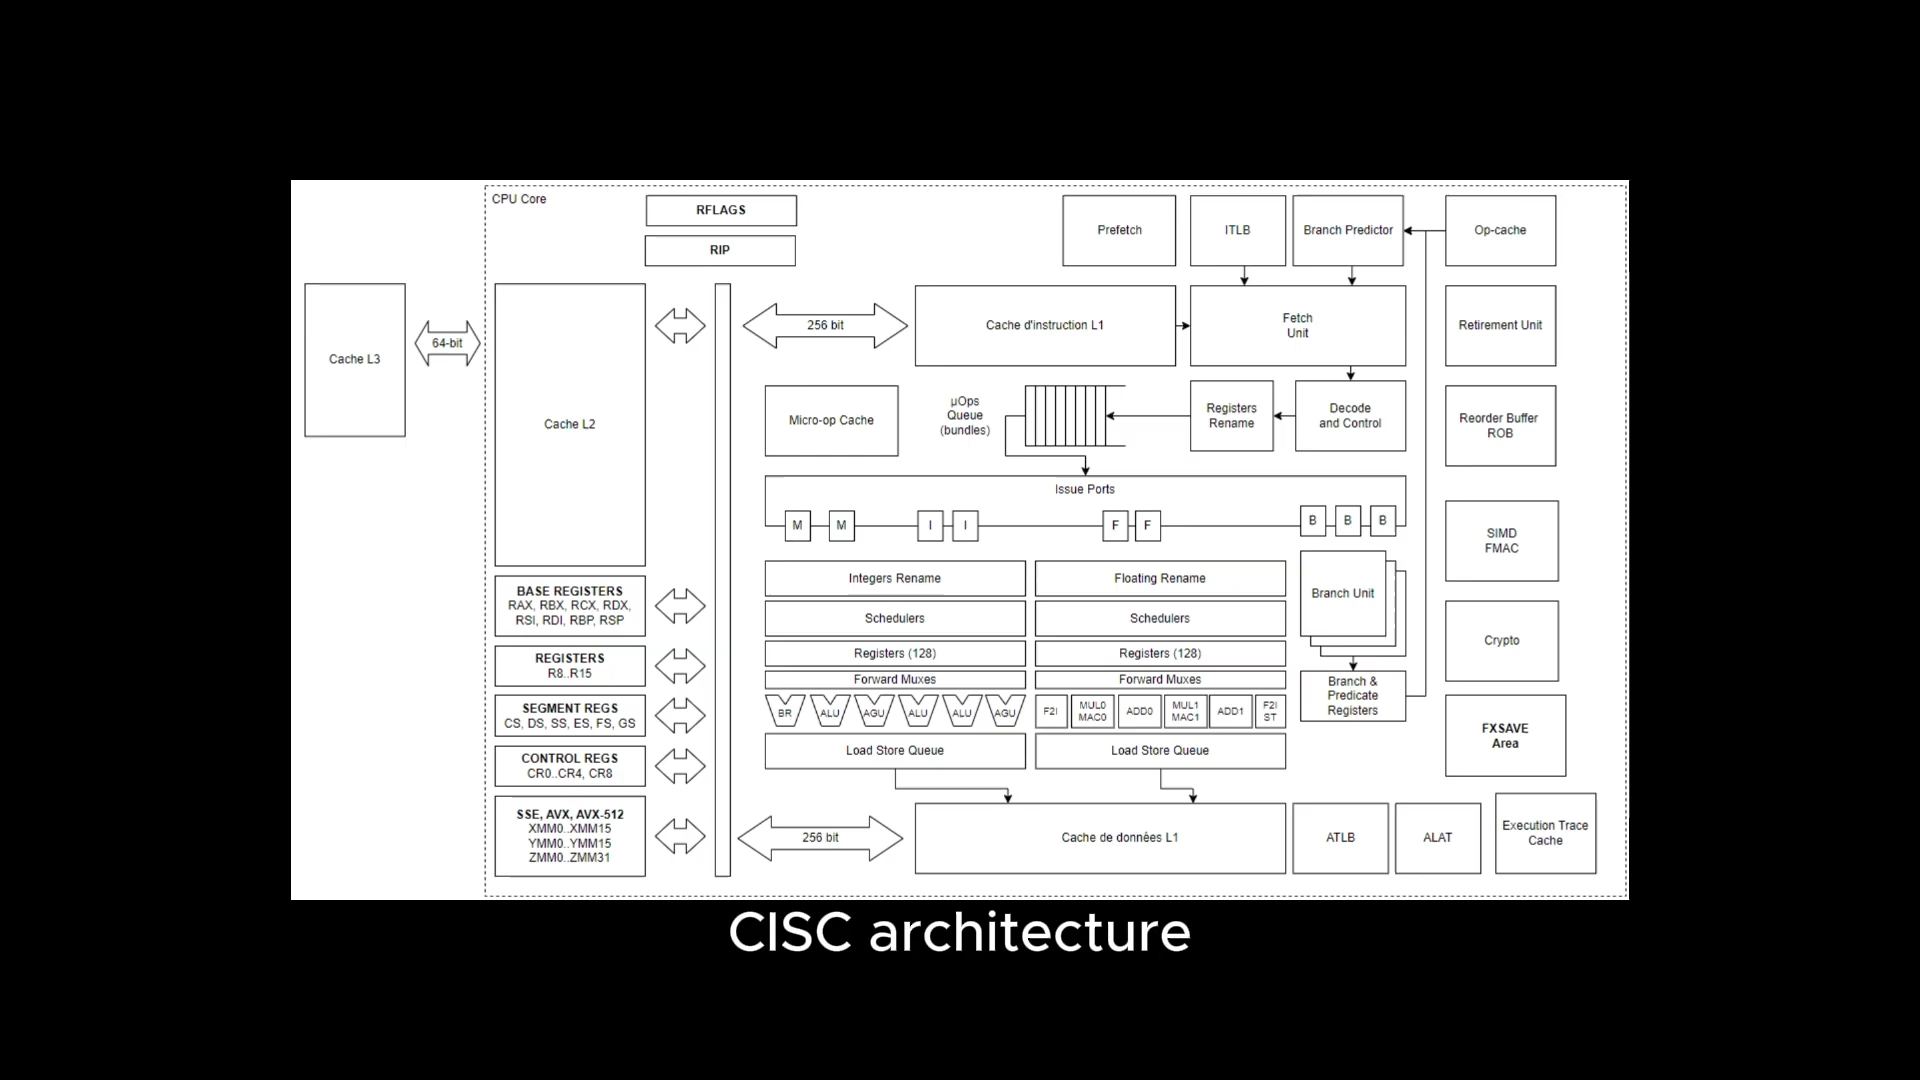 CPU Core
RFLAGS
RIP
Prefetch
ITLB
Branch Predictor
Op-cache
Cache L3
64-bit
Cache L2
256 bit
Cache d'instruction L1
Fetch
Unit
Retirement Unit
Micro-op Cache
µOps
Queue
(bundles)
Registers
Rename
Decode
and Control
Reorder Buffer
ROB
Issue Ports
M
M
I
I
F
F
B
B
B
SIMD
FMAC
BASE REGISTERS
RAX, RBX, RCX, RDX,
RSI, RDI, RBP, RSP
Integers Rename
Floating Rename
Branch Unit
Schedulers
Schedulers
Crypto
REGISTERS
R8..R15
Registers (128)
Registers (128)
Forward Muxes
Forward Muxes
Branch &
Predicate
Registers
SEGMENT REGS
CS, DS, SS, ES, FS, GS
BR
ALU
AGU
ALU
ALU
AGU
F2I
MUL0
MAC0
ADD0
MUL1
MAC1
ADD1
F2I
ST
FXSAVE
Area
CONTROL REGS
CR0..CR4, CR8
Load Store Queue
Load Store Queue
SSE, AVX, AVX-512
XMM0..XMM15
YMM0..YMM15
ZMM0..ZMM31
256 bit
Cache de données L1
ATLB
ALAT
Execution Trace
Cache
CISC architecture